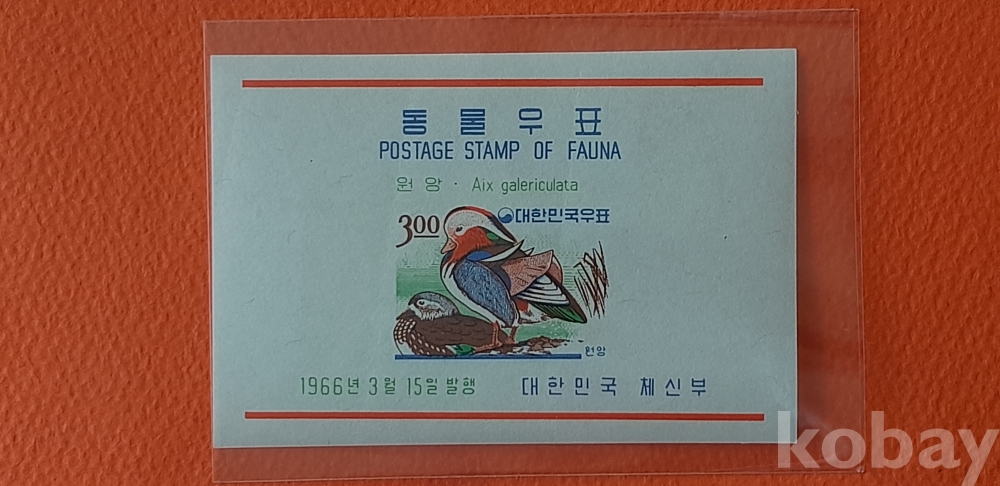 동물우표
POSTAGE STAMP OF FAUNA
원앙 · Aix galericulata
3.00 대한민국우표
원앙
1966년 3월 15일 발행 대한민국 체신부
kobay